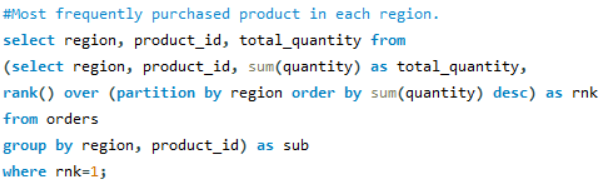 #Most frequently purchased product in each region.
select region, product_id, total_quantity from
(select region, product_id, sum(quantity) as total_quantity,
rank() over (partition by region order by sum(quantity) desc) as rnk
from orders
group by region, product_id) as sub
where rnk=1;